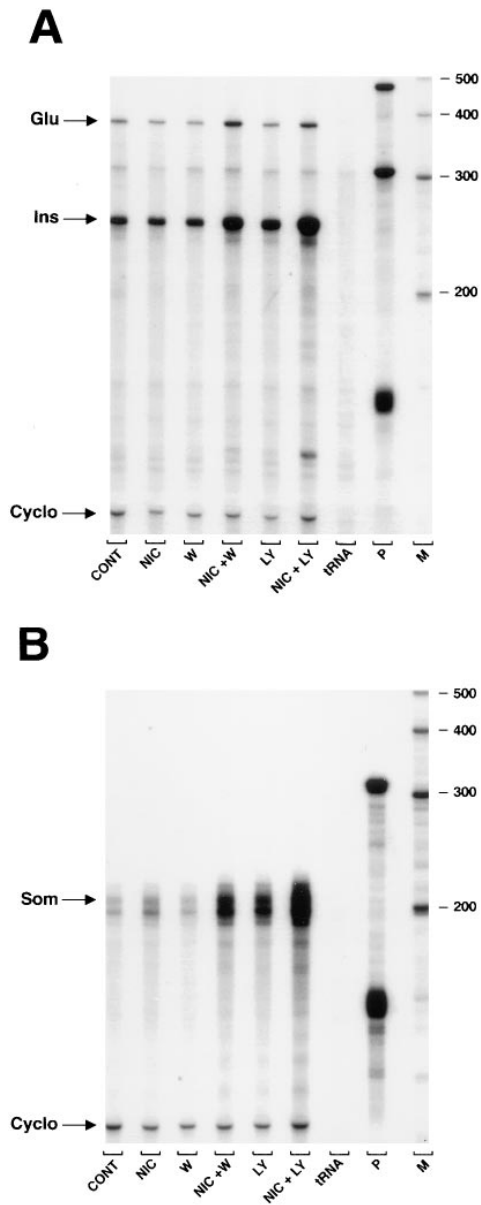 A
Glu
Ins
Cyclo
– 500
– 400
– 300
– 200
CONT
NIC
W
NIC +W
LY
NIC + LY
tRNA
P
M
B
Som
Cyclo
– 500
– 400
– 300
– 200
CONT
NIC
W
NIC +W
LY
NIC + LY
tRNA
P
M